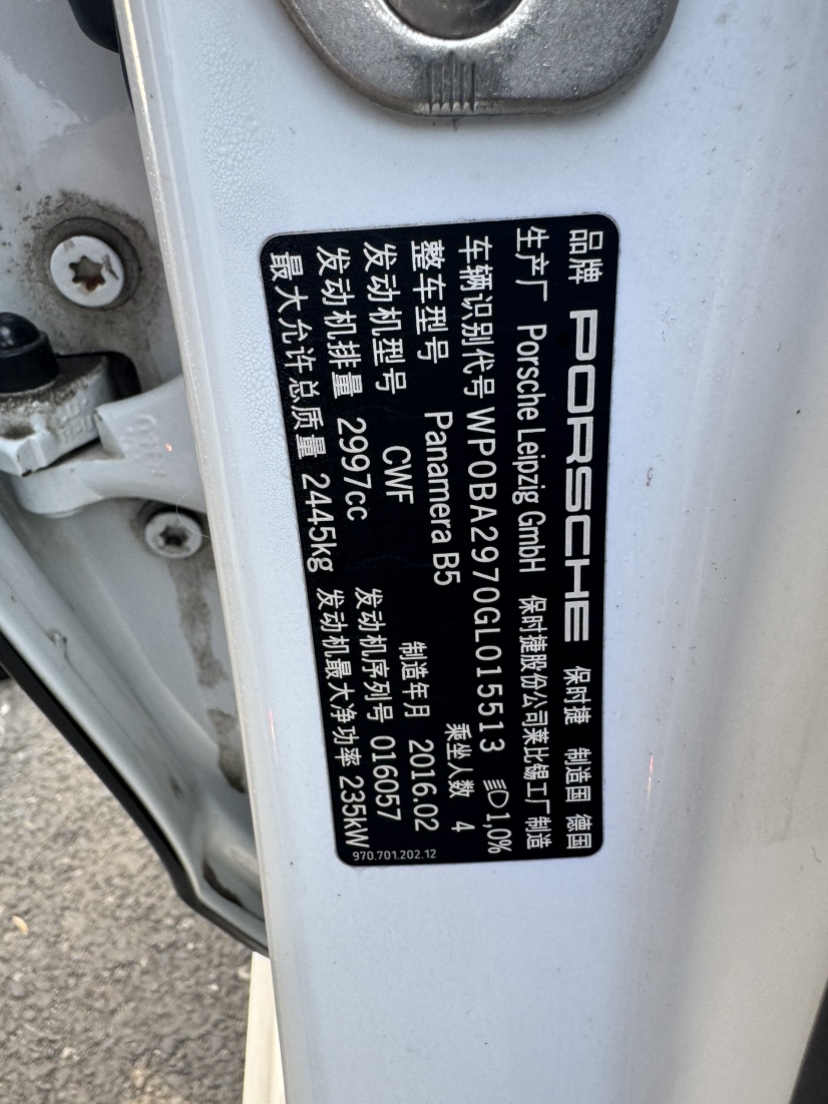 品牌 PORSCHE 保时捷 制造国 德国
生产厂 Porsche Leipzig GmbH 保时捷股份公司莱比锡工厂制造
车辆识别代号 WP0BA2970GL015513 1,0%
整车型号 Panamera B5 乘坐人数 4
发动机型号 CWF 制造年月 2016.02
发动机排量 2997cc 发动机序列号 016057
最大允许总质量 2445kg 发动机最大净功率 235kW
970.701.202.12